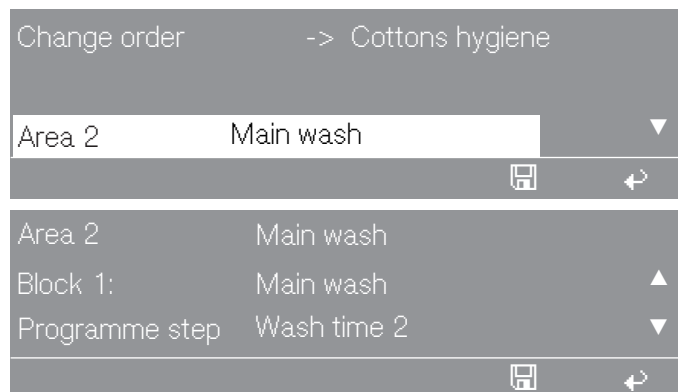 Change order -> Cottons hygiene
Area 2 Main wash
Area 2 Main wash
Block 1: Main wash
Programme step Wash time 2